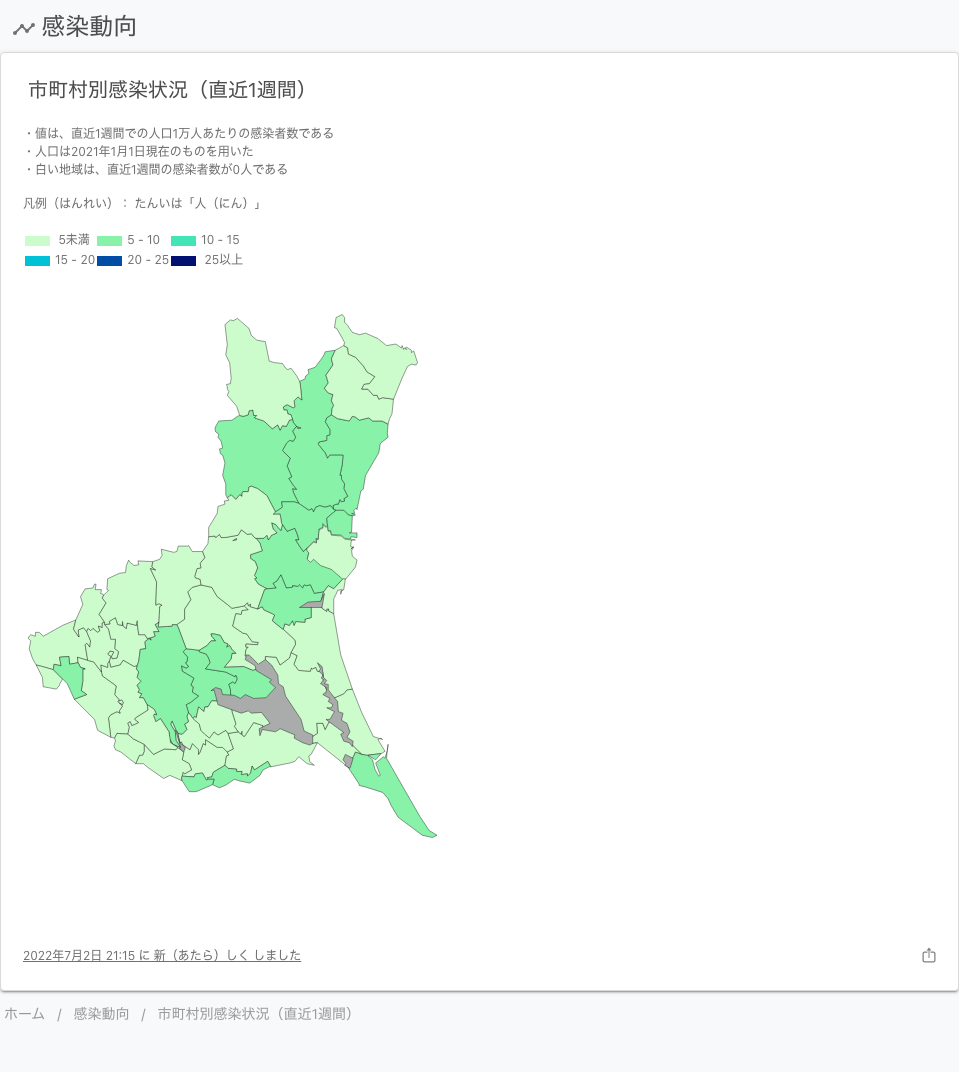 感染動向
市町村別感染状況（直近1週間）
・値は、直近1週間での人口1万人あたりの感染者数である
・人口は2021年1月1日現在のものを用いた
・白い地域は、直近1週間の感染者数が0人である
凡例（はんれい）： たんいは「人（にん）」
5未満 5 - 10 10 - 15
15 - 20 20 - 25 25以上
2022年7月2日 21:15 に 新（あたら）しく しました
ホーム / 感染動向 / 市町村別感染状況（直近1週間）